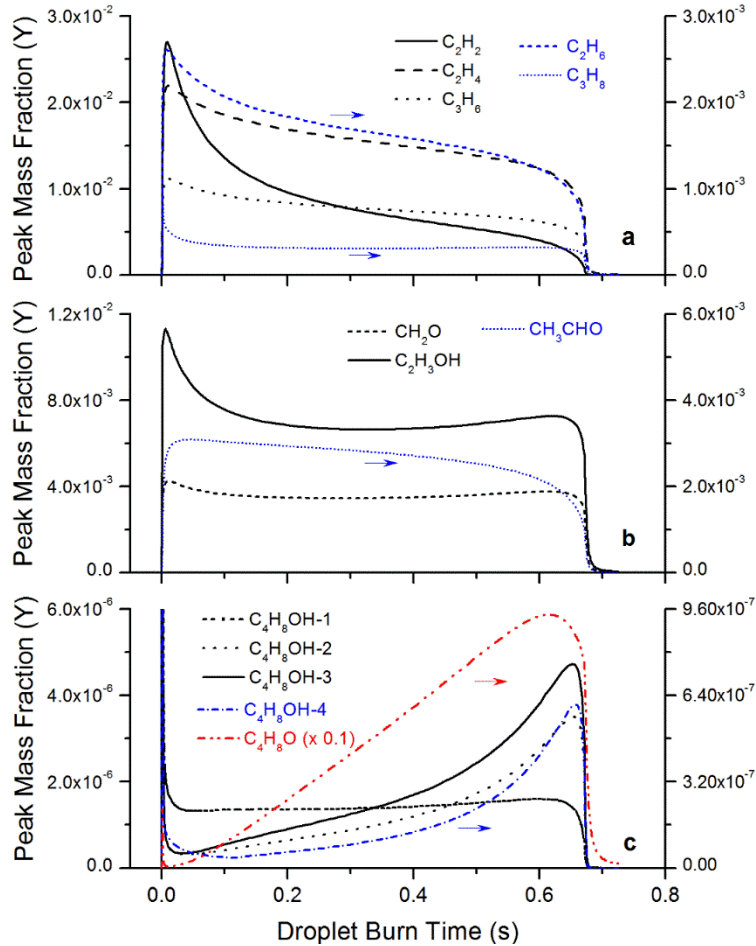 3.0x10⁻²
2.0x10⁻²
1.0x10⁻²
0.0
Peak Mass Fraction (Y)
C₂H₂
C₂H₄
C₃H₆
C₂H₆
C₃H₈
3.0x10⁻³
2.0x10⁻³
1.0x10⁻³
0.0
a
1.2x10⁻²
8.0x10⁻³
4.0x10⁻³
0.0
Peak Mass Fraction (Y)
CH₂O
C₂H₃OH
CH₃CHO
6.0x10⁻³
4.0x10⁻³
2.0x10⁻³
0.0
b
6.0x10⁻⁶
4.0x10⁻⁶
2.0x10⁻⁶
0.0
Peak Mass Fraction (Y)
C₄H₈OH-1
C₄H₈OH-2
C₄H₈OH-3
C₄H₈OH-4
C₄H₈O (x 0.1)
9.60x10⁻⁷
6.40x10⁻⁷
3.20x10⁻⁷
0.00
c
0.0 0.2 0.4 0.6 0.8
Droplet Burn Time (s)